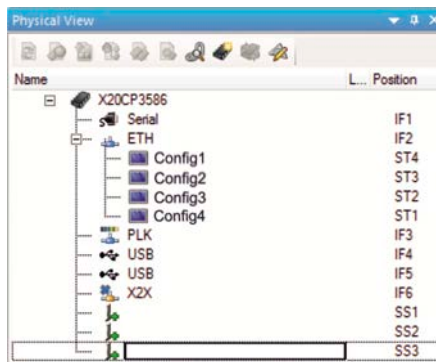 Physical View
Name L... Position
X20CP3586
Serial IF1
ETH IF2
Config1 ST4
Config2 ST3
Config3 ST2
Config4 ST1
PLK IF3
USB IF4
USB IF5
X2X IF6
SS1
SS2
SS3